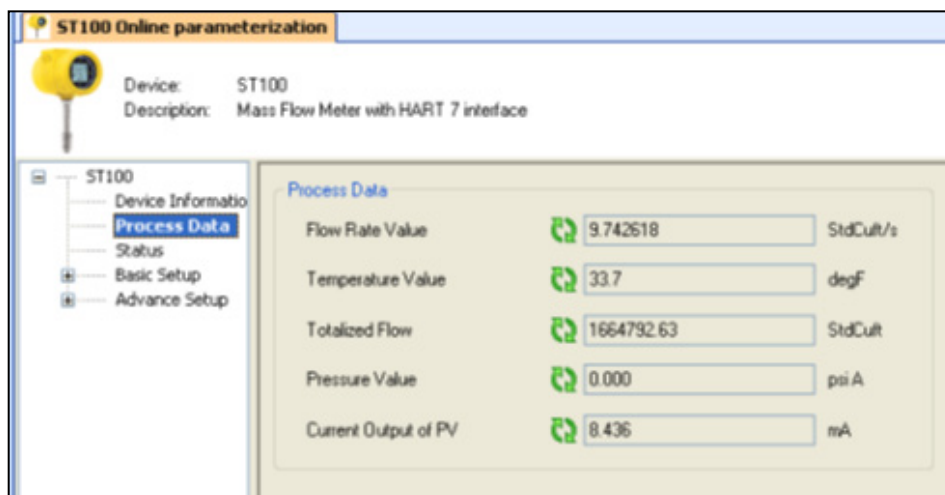 ST100 Online parameterization
Device: ST100
Description: Mass Flow Meter with HART 7 interface
ST100
Device Informatio
Process Data
Status
Basic Setup
Advance Setup
Process Data
Flow Rate Value 9.742618 StdCuft/s
Temperature Value 33.7 degF
Totalized Flow 1664792.63 StdCuft
Pressure Value 0.000 psi A
Current Output of PV 8.436 mA